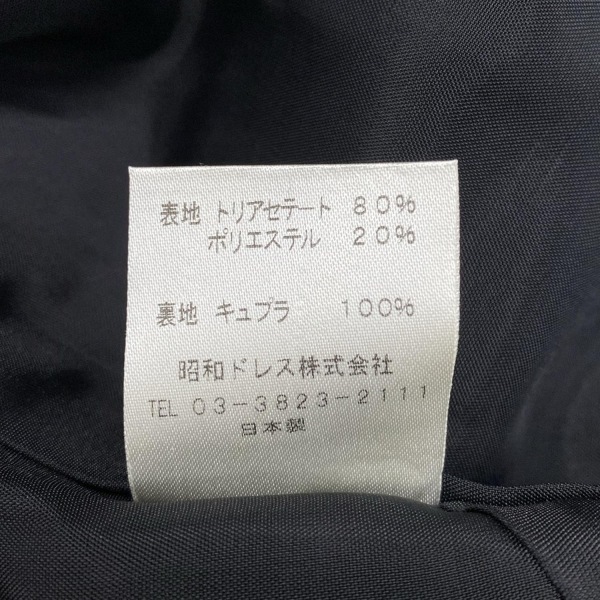 表地 トリアセテート 80%
ポリエステル 20%
裏地 キュプラ 100%
昭和ドレス株式会社
TEL 03-3823-2111
日本製